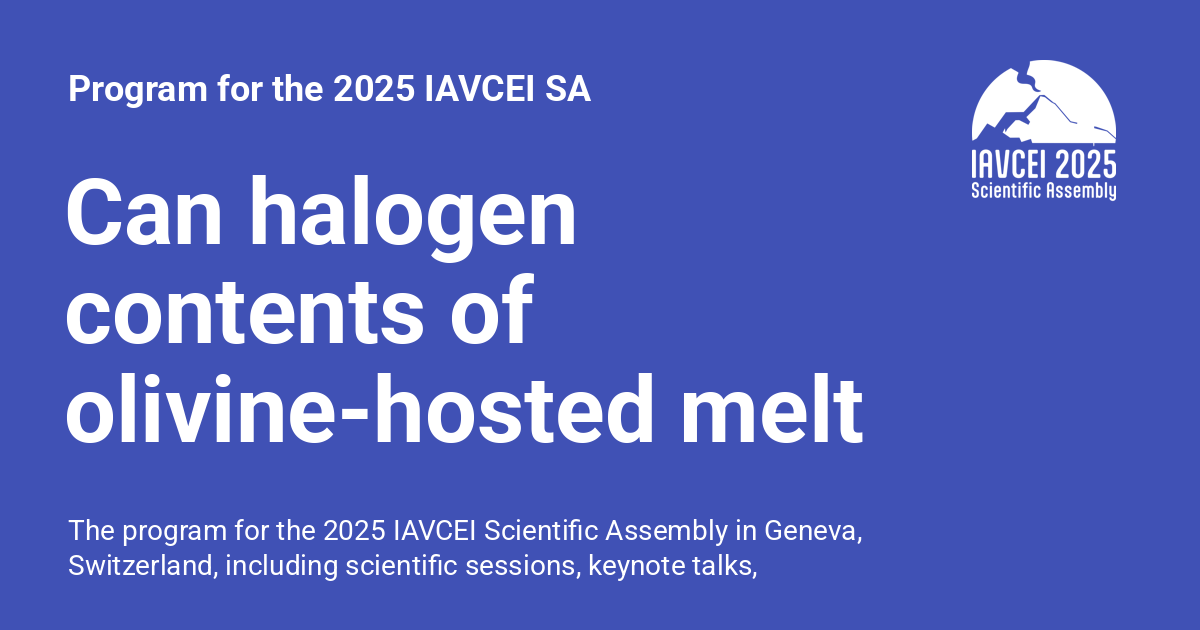 Program for the 2025 IAVCEI SA
IAVCEI 2025
Scientific Assembly
Can halogen
contents of
olivine-hosted melt
The program for the 2025 IAVCEI Scientific Assembly in Geneva,
Switzerland, including scientific sessions, keynote talks,